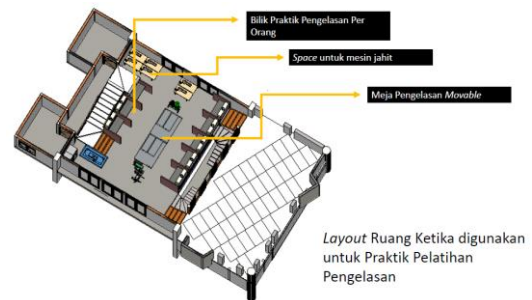 Bilik Praktik Pengelasan Per
Orang
Space untuk mesin jahit
Meja Pengelasan Movable
Layout Ruang Ketika digunakan
untuk Praktik Pelatihan
Pengelasan